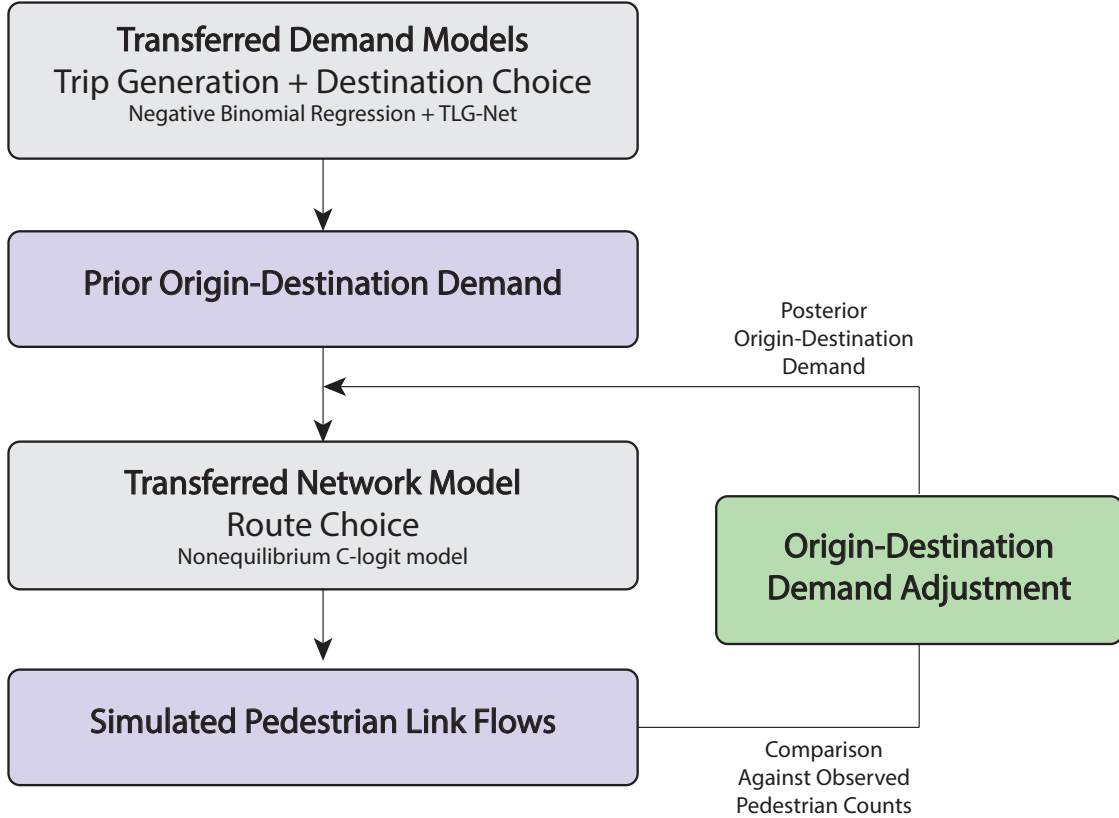 Transferred Demand Models
Trip Generation + Destination Choice
Negative Binomial Regression + TLG-Net
Prior Origin-Destination Demand
Posterior
Origin-Destination
Demand
Transferred Network Model
Route Choice
Nonequilibrium C-logit model
Origin-Destination
Demand Adjustment
Simulated Pedestrian Link Flows
Comparison
Against Observed
Pedestrian Counts